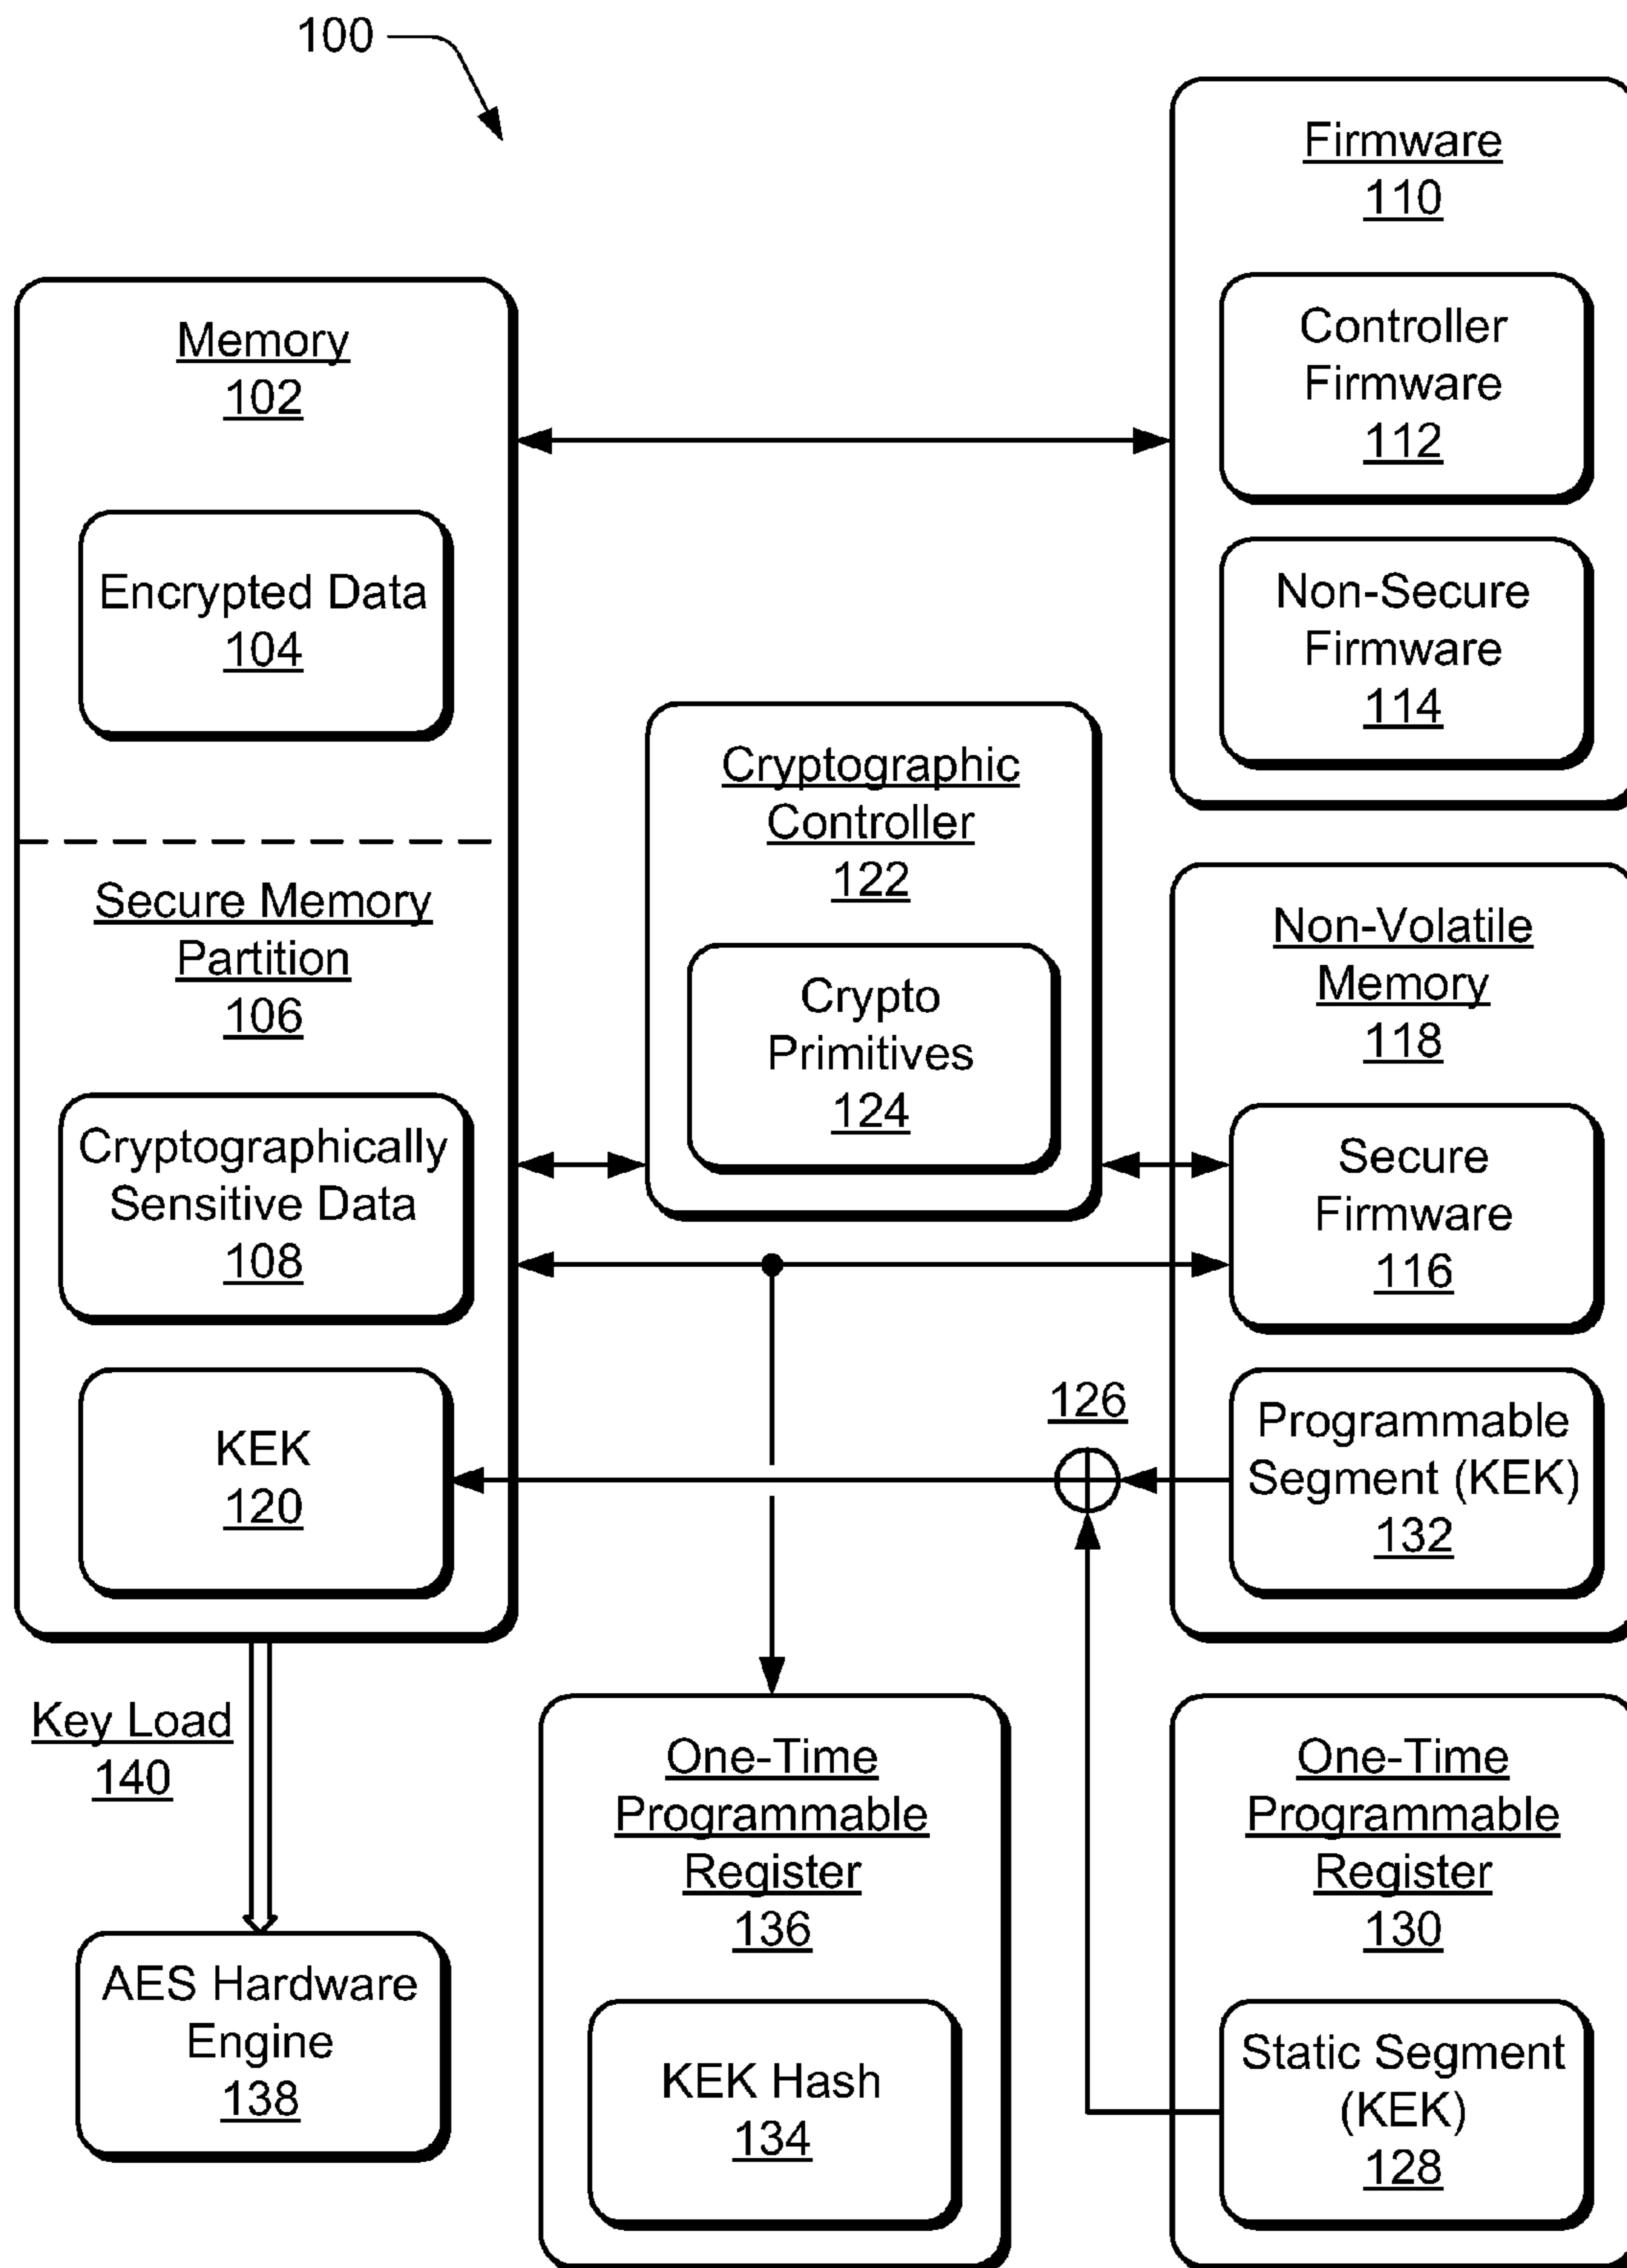 100
Firmware
110
Controller
Firmware
112
Non-Secure
Firmware
114
Memory
102
Encrypted Data
104
Secure Memory
Partition
106
Cryptographically
Sensitive Data
108
KEK
120
Cryptographic
Controller
122
Crypto
Primitives
124
Non-Volatile
Memory
118
Secure
Firmware
116
Programmable
Segment (KEK)
132
126
Key Load
140
AES Hardware
Engine
138
One-Time
Programmable
Register
136
KEK Hash
134
One-Time
Programmable
Register
130
Static Segment
(KEK)
128